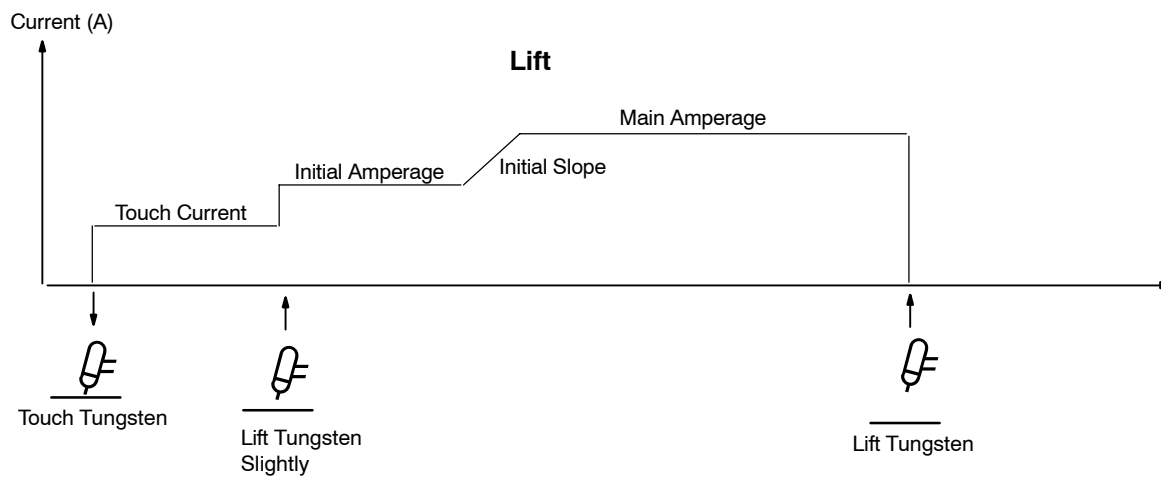 Current (A)
Lift
Main Amperage
Initial Amperage
Initial Slope
Touch Current
Touch Tungsten
Lift Tungsten
Slightly
Lift Tungsten